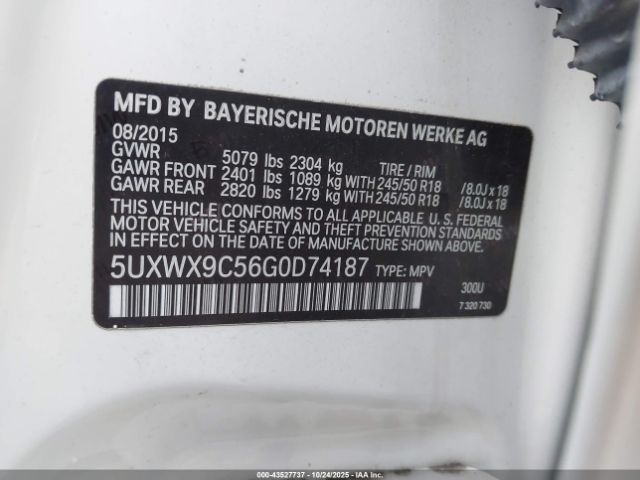 MFD BY BAYERISCHE MOTOREN WERKE AG
08/2015
GVWR 5079 lbs 2304 kg TIRE / RIM
GAWR FRONT 2401 lbs 1089 kg WITH 245/50 R18 /8.0J x 18
GAWR REAR 2820 lbs 1279 kg WITH 245/50 R18 /8.0J x 18
THIS VEHICLE CONFORMS TO ALL APPLICABLE U. S. FEDERAL
MOTOR VEHICLE SAFETY, BUMPER, AND THEFT PREVENTION
STANDARDS IN EFFECT ON THE DATE OF MANUFACTURE SHOWN
ABOVE.
5UXWX9C56G0D74187 TYPE: MPV
300U
7 320 730
000-43527737 - 10/24/2025 - IAAI.COM